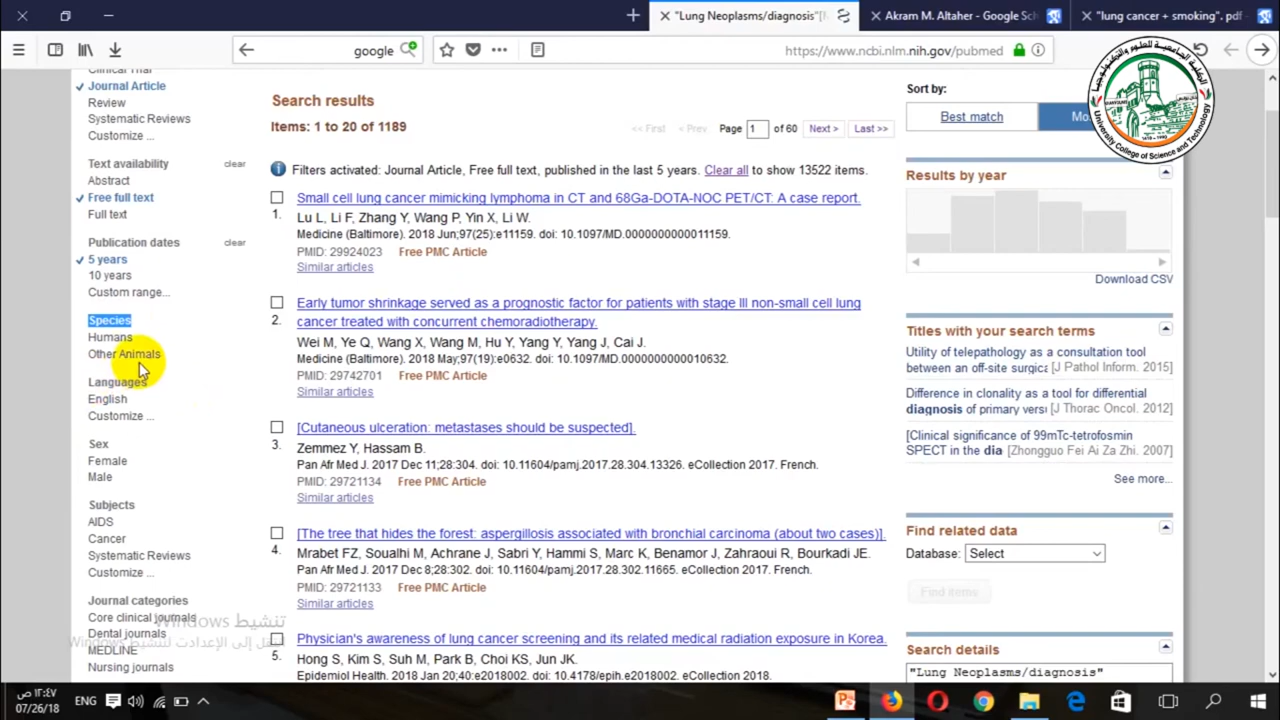 "Lung Neoplasms/diagnosis"[
Akram M. Altaher - Google Sch
"lung cancer + smoking". pdf -
google
https://www.ncbi.nlm.nih.gov/pubmed
Clinical Trial
Journal Article
Review
Systematic Reviews
Customize ...
Text availability
clear
Abstract
Free full text
Full text
Publication dates
clear
5 years
10 years
Custom range...
Species
Humans
Other Animals
Languages
English
Customize ...
Sex
Female
Male
Subjects
AIDS
Cancer
Systematic Reviews
Customize ...
Journal categories
Core clinical journals
Dental journals
MEDLINE
Nursing journals
Search results
Items: 1 to 20 of 1189
<< First
< Prev
Page 1 of 60
Next >
Last >>
Filters activated: Journal Article, Free full text, published in the last 5 years. Clear all to show 13522 items.
Small cell lung cancer mimicking lymphoma in CT and 68Ga-DOTA-NOC PET/CT: A case report.
1.
Lu L, Li F, Zhang Y, Wang P, Yin X, Li W.
Medicine (Baltimore). 2018 Jun;97(25):e11159. doi: 10.1097/MD.0000000000011159.
PMID: 29924023 Free PMC Article
Similar articles
Early tumor shrinkage served as a prognostic factor for patients with stage III non-small cell lung
2.
cancer treated with concurrent chemoradiotherapy.
Wei M, Ye Q, Wang X, Wang M, Hu Y, Yang Y, Yang J, Cai J.
Medicine (Baltimore). 2018 May;97(19):e0632. doi: 10.1097/MD.0000000000010632.
PMID: 29742701 Free PMC Article
Similar articles
[Cutaneous ulceration: metastases should be suspected].
3.
Zemmez Y, Hassam B.
Pan Afr Med J. 2017 Dec 11;28:304. doi: 10.11604/pamj.2017.28.304.13326. eCollection 2017. French.
PMID: 29721134 Free PMC Article
Similar articles
[The tree that hides the forest: aspergillosis associated with bronchial carcinoma (about two cases)].
4.
Mrabet FZ, Soualhi M, Achrane J, Sabri Y, Hammi S, Marc K, Benamor J, Zahraoui R, Bourkadi JE.
Pan Afr Med J. 2017 Dec 8;28:302. doi: 10.11604/pamj.2017.28.302.11665. eCollection 2017. French.
PMID: 29721133 Free PMC Article
Similar articles
Physician's awareness of lung cancer screening and its related medical radiation exposure in Korea.
5.
Hong S, Kim S, Suh M, Park B, Choi KS, Jun JK.
Epidemiol Health. 2018 Jan 20;40:e2018002. doi: 10.4178/epih.e2018002. eCollection 2018.
Sort by:
Best match
Results by year
Download CSV
Titles with your search terms
Utility of telepathology as a consultation tool
between an off-site surgica [J Pathol Inform. 2015]
Difference in clonality as a tool for differential
diagnosis of primary versu [J Thorac Oncol. 2012]
[Clinical significance of 99mTc-tetrofosmin
SPECT in the dia [Zhongguo Fei Ai Za Zhi. 2007]
See more...
Find related data
Database: Select
Find items
Search details
"Lung Neoplasms/diagnosis"
University College of Science and Technology
تنشيط Windows
انتقل إلى الإعدادات لتنشيط Windows
١٢:٤٧ ص
07/26/18
ENG